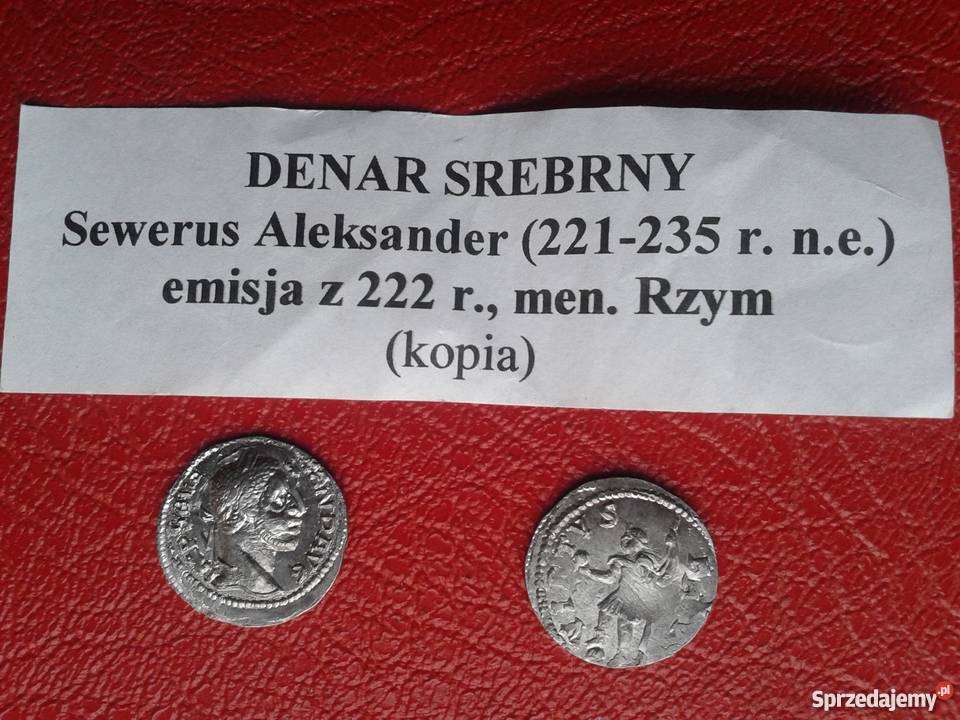 DENAR SREBRNY
Sewerus Aleksander (221-235 r. n.e.)
emisja z 222 r., men. Rzym
(kopia)
Sprzedajemy.pl